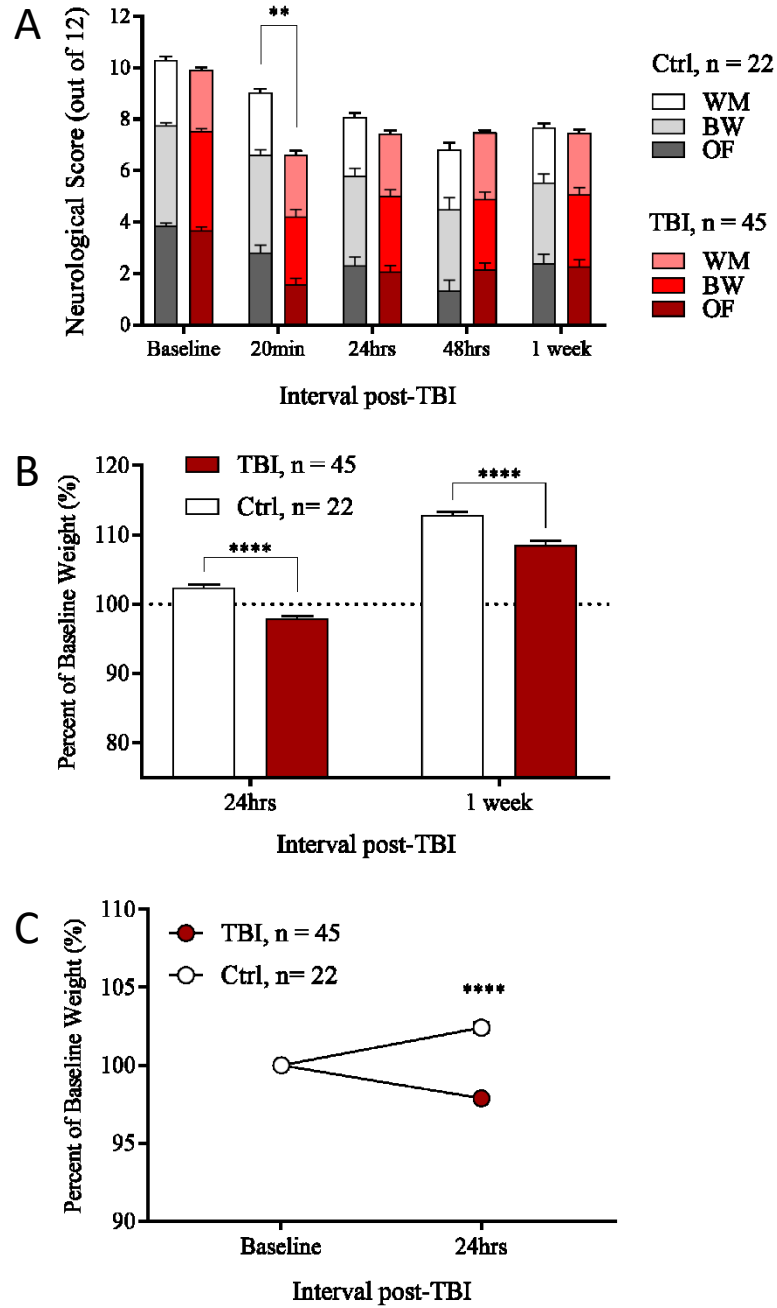 A
Neurological Score (out of 12)
12
10
8
6
4
2
0
**
Baseline 20min 24hrs 48hrs 1 week
Interval post-TBI
Ctrl, n = 22
WM
BW
OF
TBI, n = 45
WM
BW
OF
B
Percent of Baseline Weight (%)
120
110
100
90
80
TBI, n = 45
Ctrl, n= 22
****
****
24hrs 1 week
Interval post-TBI
C
Percent of Baseline Weight (%)
110
105
100
95
90
TBI, n = 45
Ctrl, n= 22
****
Baseline 24hrs
Interval post-TBI